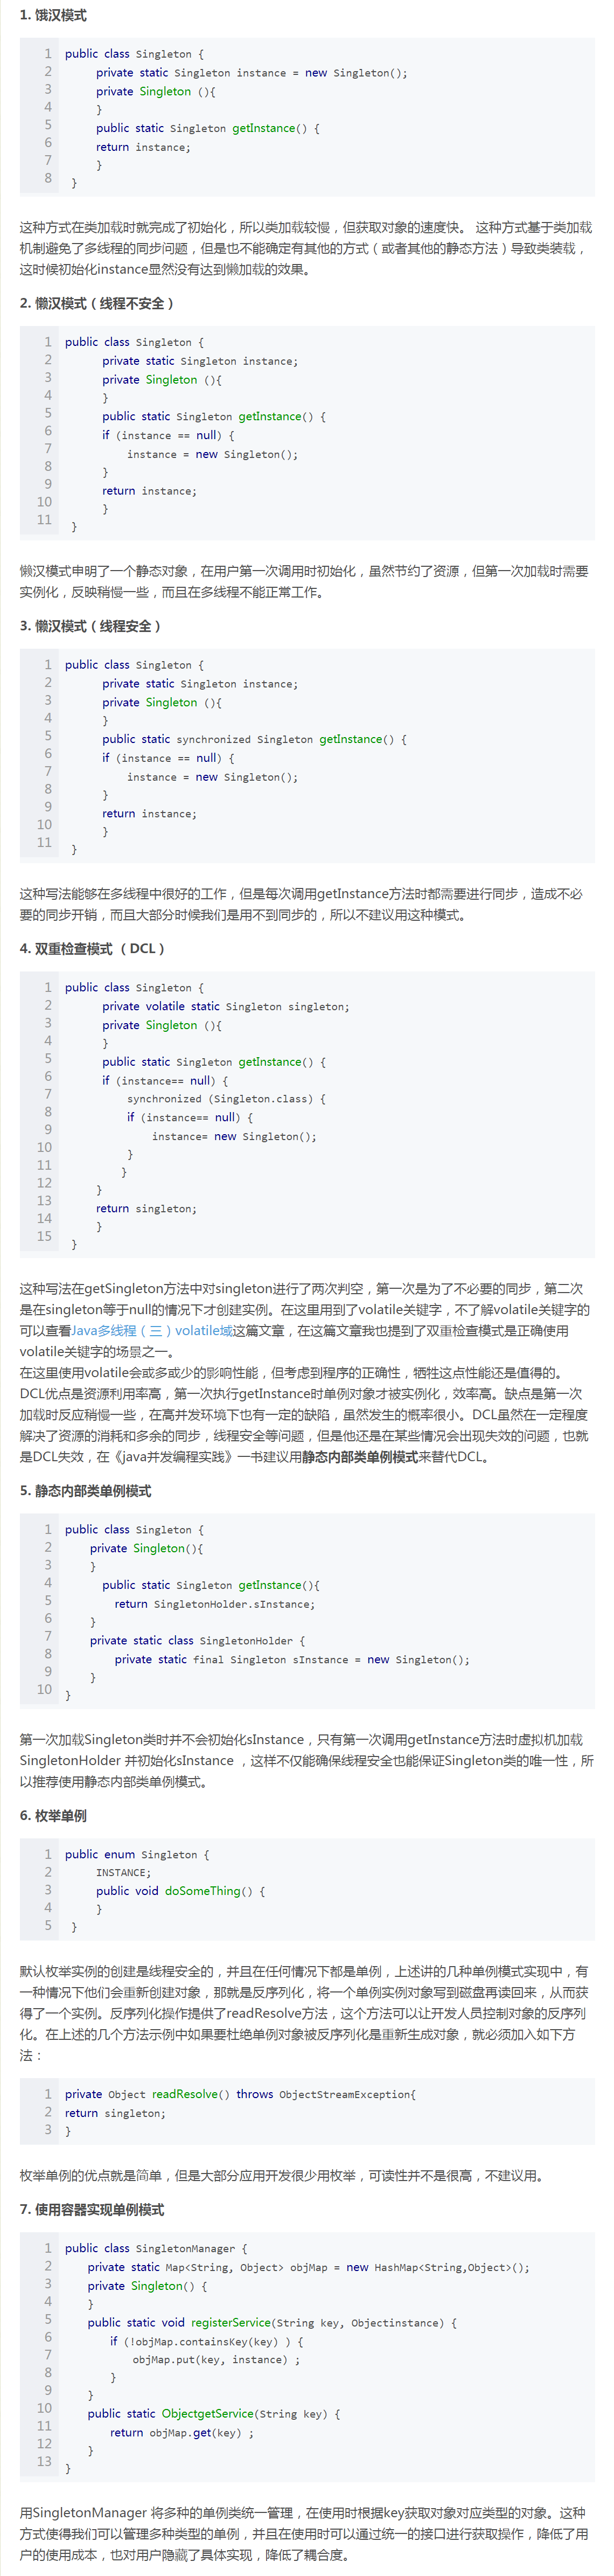 1. 饿汉模式
1 public class Singleton {
2 private static Singleton instance = new Singleton();
3 private Singleton (){
4 }
5 public static Singleton getInstance() {
6 return instance;
7 }
8 }
这种方式在类加载时就完成了初始化，所以类加载较慢，但获取对象的速度快。 这种方式基于类加载
机制避免了多线程的同步问题，但是也不能确定有其他的方式（或者其他的静态方法）导致类装载，
这时候初始化instance显然没有达到懒加载的效果。
2. 懒汉模式（线程不安全）
1 public class Singleton {
2 private static Singleton instance;
3 private Singleton (){
4 }
5 public static Singleton getInstance() {
6 if (instance == null) {
7 instance = new Singleton();
8 }
9 return instance;
10 }
11 }
懒汉模式申明了一个静态对象，在用户第一次调用时初始化，虽然节约了资源，但第一次加载时需要
实例化，反映稍慢一些，而且在多线程不能正常工作。
3. 懒汉模式（线程安全）
1 public class Singleton {
2 private static Singleton instance;
3 private Singleton (){
4 }
5 public static synchronized Singleton getInstance() {
6 if (instance == null) {
7 instance = new Singleton();
8 }
9 return instance;
10 }
11 }
这种写法能够在多线程中很好的工作，但是每次调用getInstance方法时都需要进行同步，造成不必
要的同步开销，而且大部分时候我们是用不到同步的，所以不建议用这种模式。
4. 双重检查模式 （DCL）
1 public class Singleton {
2 private volatile static Singleton singleton;
3 private Singleton (){
4 }
5 public static Singleton getInstance() {
6 if (instance== null) {
7 synchronized (Singleton.class) {
8 if (instance== null) {
9 instance= new Singleton();
10 }
11 }
12 }
13 return singleton;
14 }
15 }
这种写法在getSingleton方法中对singleton进行了两次判空，第一次是为了不必要的同步，第二次
是在singleton等于null的情况下才创建实例。在这里用到了volatile关键字，不了解volatile关键字的
可以查看Java多线程（三）volatile域这篇文章，在这篇文章我也提到了双重检查模式是正确使用
volatile关键字的场景之一。
在这里使用volatile会或多或少的影响性能，但考虑到程序的正确性，牺牲这点性能还是值得的。
DCL优点是资源利用率高，第一次执行getInstance时单例对象才被实例化，效率高。缺点是第一次
加载时反应稍慢一些，在高并发环境下也有一定的缺陷，虽然发生的概率很小。DCL虽然在一定程度
解决了资源的消耗和多余的同步，线程安全等问题，但是他还是在某些情况会出现失效的问题，也就
是DCL失效，在《java并发编程实践》一书建议用静态内部类单例模式来替代DCL。
5. 静态内部类单例模式
1 public class Singleton {
2 private Singleton(){
3 }
4 public static Singleton getInstance(){
5 return SingletonHolder.sInstance;
6 }
7 private static class SingletonHolder {
8 private static final Singleton sInstance = new Singleton();
9 }
10 }
第一次加载Singleton类时并不会初始化sInstance，只有第一次调用getInstance方法时虚拟机加载
SingletonHolder 并初始化sInstance ，这样不仅能确保线程安全也能保证Singleton类的唯一性，所
以推荐使用静态内部类单例模式。
6. 枚举单例
1 public enum Singleton {
2 INSTANCE;
3 public void doSomeThing() {
4 }
5 }
默认枚举实例的创建是线程安全的，并且在任何情况下都是单例，上述讲的几种单例模式实现中，有
一种情况下他们会重新创建对象，那就是反序列化，将一个单例实例对象写到磁盘再读回来，从而获
得了一个实例。反序列化操作提供了readResolve方法，这个方法可以让开发人员控制对象的反序列
化。在上述的几个方法示例中如果要杜绝单例对象被反序列化是重新生成对象，就必须加入如下方
法：
1 private Object readResolve() throws ObjectStreamException{
2 return singleton;
3 }
枚举单例的优点就是简单，但是大部分应用开发很少用枚举，可读性并不是很高，不建议用。
7. 使用容器实现单例模式
1 public class SingletonManager {
2 private static Map<String, Object> objMap = new HashMap<String,Object>();
3 private Singleton() {
4 }
5 public static void registerService(String key, Objectinstance) {
6 if (!objMap.containsKey(key) ) {
7 objMap.put(key, instance) ;
8 }
9 }
10 public static ObjectgetService(String key) {
11 return objMap.get(key) ;
12 }
13 }
用SingletonManager 将多种的单例类统一管理，在使用时根据key获取对象对应类型的对象。这种
方式使得我们可以管理多种类型的单例，并且在使用时可以通过统一的接口进行获取操作，降低了用
户的使用成本，也对用户隐藏了具体实现，降低了耦合度。